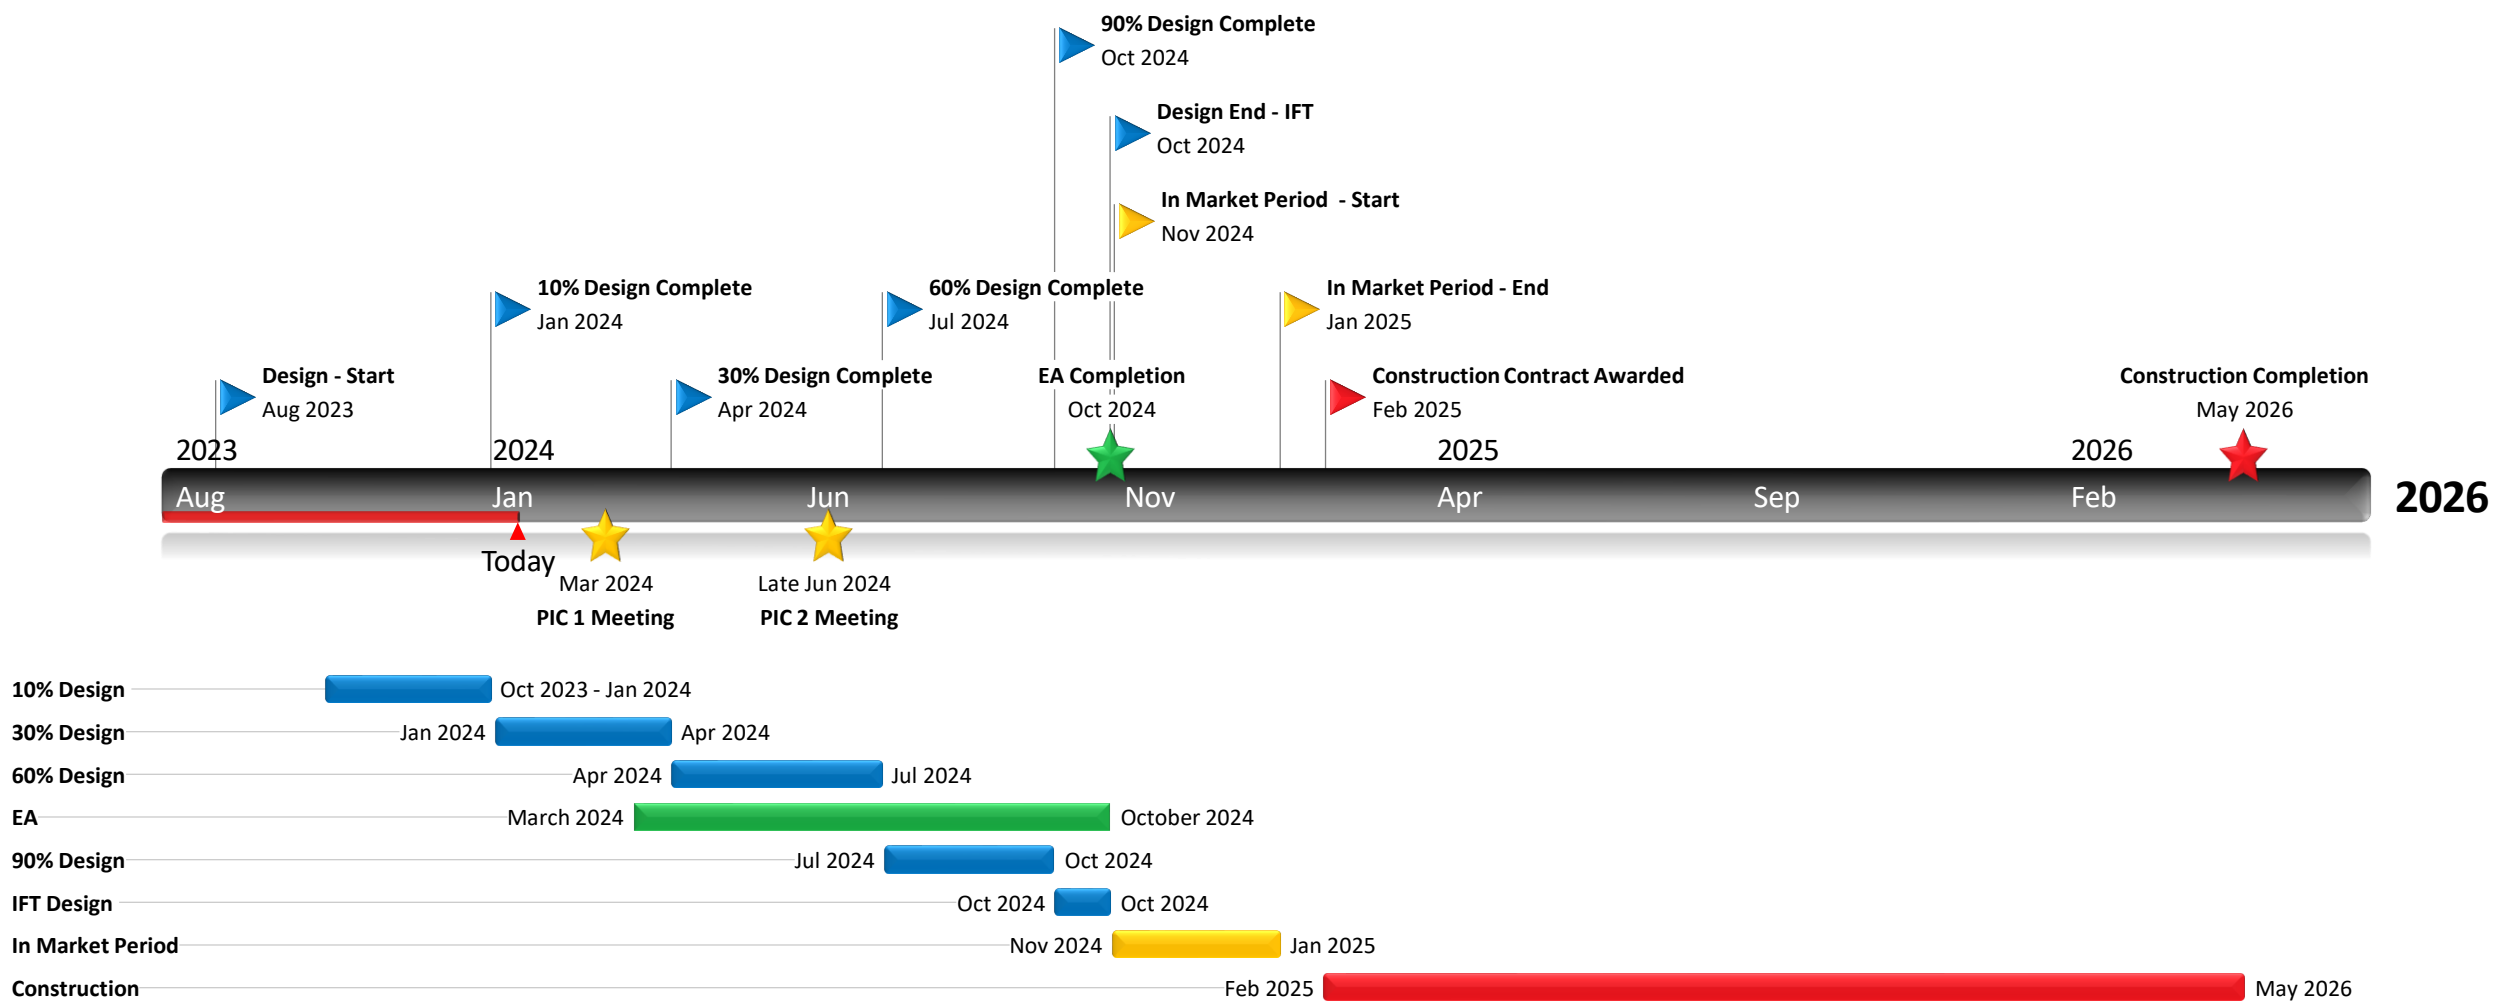 90% Design Complete
Oct 2024
Design End - IFT
Oct 2024
In Market Period  - Start
Nov 2024
10% Design Complete
Jan 2024
60% Design Complete
Jul 2024
In Market Period - End
Jan 2025
Design - Start
Aug 2023
30% Design Complete
Apr 2024
EA Completion
Oct 2024
Construction Contract Awarded
Feb 2025
Construction Completion
May 2026
2023 2024 2025 2026
Aug Jan Jun Nov Apr Sep Feb 2026
Today
Mar 2024
PIC 1 Meeting
Late Jun 2024
PIC 2 Meeting
10% Design Oct 2023 - Jan 2024
30% Design Jan 2024 Apr 2024
60% Design Apr 2024 Jul 2024
EA March 2024 October 2024
90% Design Jul 2024 Oct 2024
IFT Design Oct 2024 Oct 2024
In Market Period Nov 2024 Jan 2025
Construction Feb 2025 May 2026